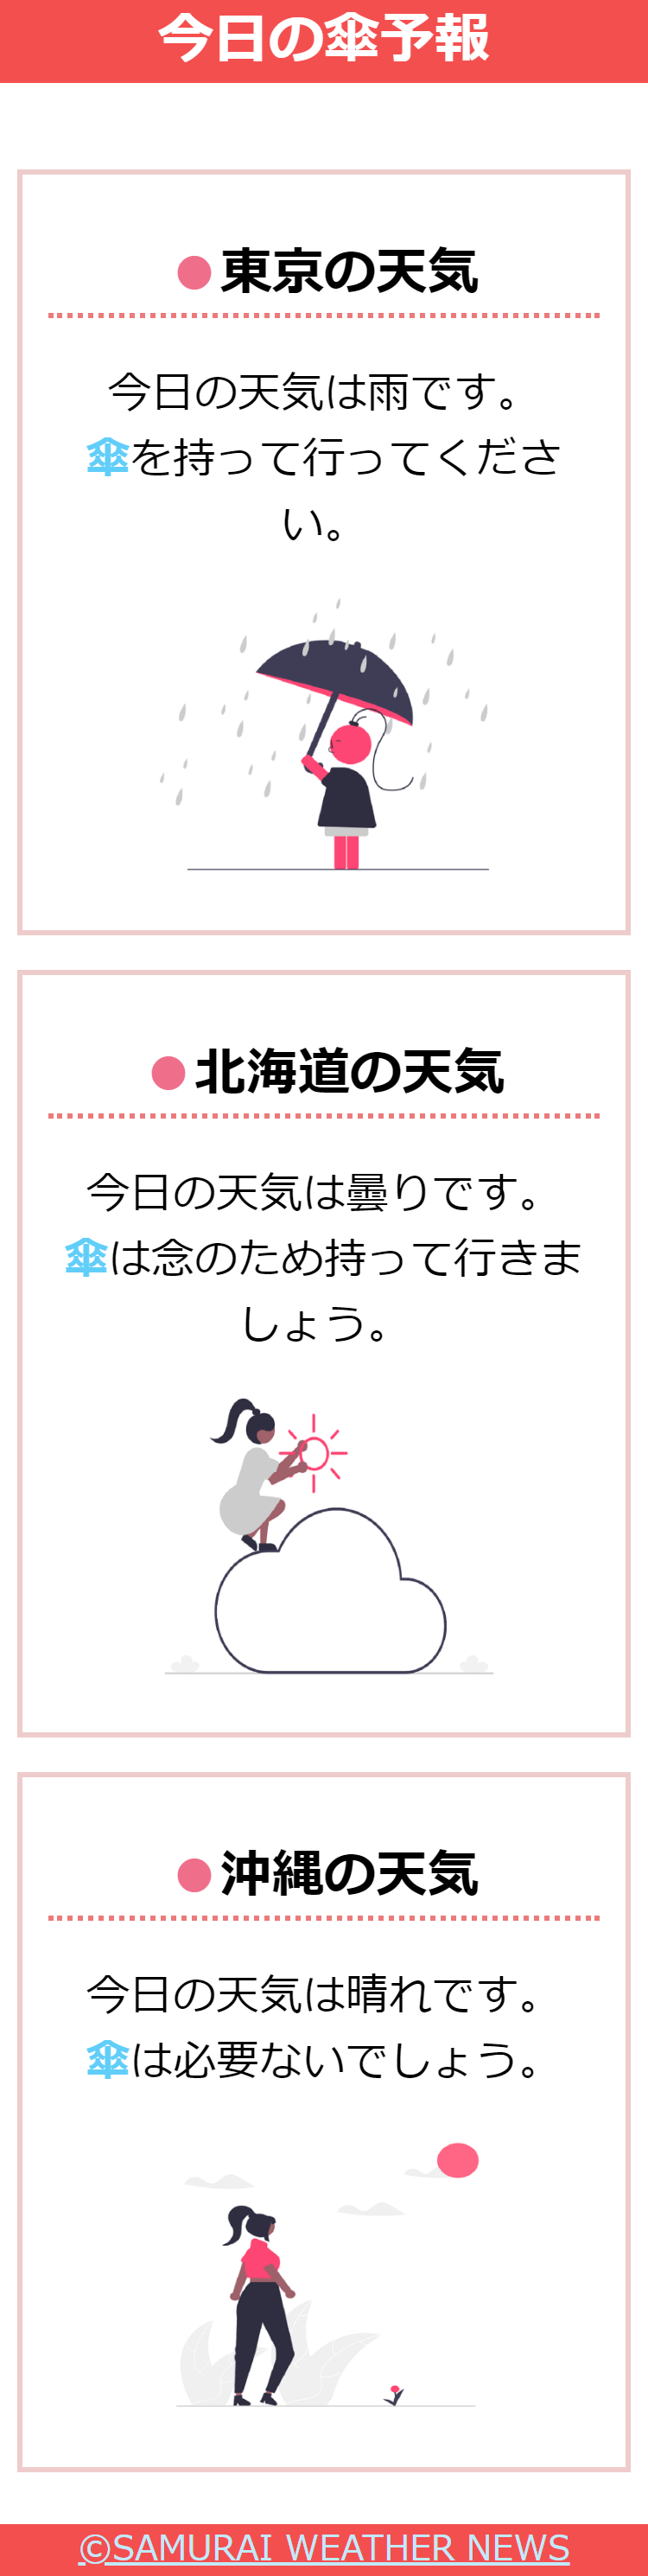 今日の傘予報
東京の天気
今日の天気は雨です。
傘を持って行ってくださ
い。
北海道の天気
今日の天気は曇りです。
傘は念のため持って行きま
しょう。
沖縄の天気
今日の天気は晴れです。
傘は必要ないでしょう。
©SAMURAI WEATHER NEWS